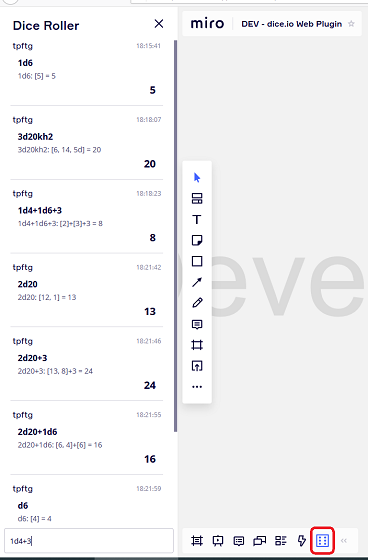 Dice Roller
miro
DEV - dice.io Web Plugin
tpftg 18:15:41
1d6
1d6: [5] = 5
5
tpftg 18:18:07
3d20kh2
3d20kh2: [6, 14, 5d] = 20
20
tpftg 18:18:23
1d4+1d6+3
1d4+1d6+3: [2]+[3]+3 = 8
8
tpftg 18:21:42
2d20
2d20: [12, 1] = 13
13
tpftg 18:21:46
2d20+3
2d20+3: [13, 8]+3 = 24
24
tpftg 18:21:55
2d20+1d6
2d20+1d6: [6, 4]+[6] = 16
16
tpftg 18:21:59
d6
d6: [4] = 4
1d4+3
T
eve